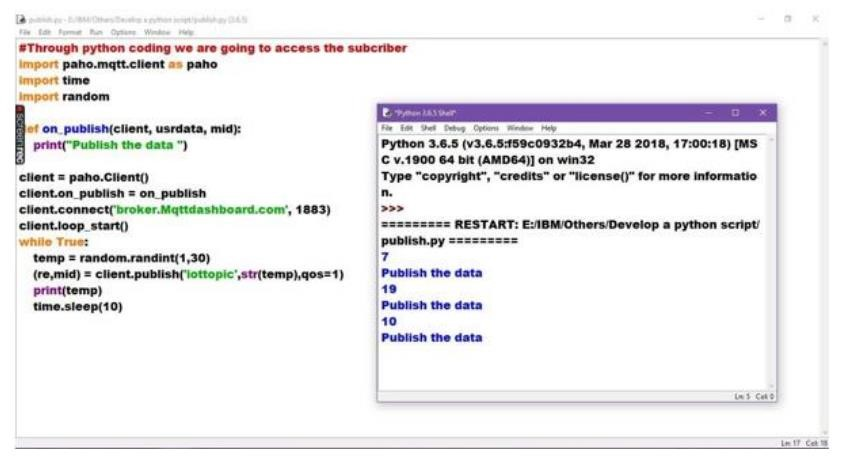 publish.py - E:/IBM/Others/Develop a python script/publish.py (3.6.5)
File Edit Format Run Options Window Help
#Through python coding we are going to access the subcriber
import paho.mqtt.client as paho
import time
import random
ef on_publish(client, usrdata, mid):
print("Publish the data ")
client = paho.Client()
client.on_publish = on_publish
client.connect('broker.Mqttdashboard.com', 1883)
client.loop_start()
while True:
temp = random.randint(1,30)
(re,mid) = client.publish('iottopic',str(temp),qos=1)
print(temp)
time.sleep(10)
SCREENREC
*Python 3.6.5 Shell*
File Edit Shell Debug Options Window Help
Python 3.6.5 (v3.6.5:f59c0932b4, Mar 28 2018, 17:00:18) [MS
C v.1900 64 bit (AMD64)] on win32
Type "copyright", "credits" or "license()" for more informatio
n.
>>>
========= RESTART: E:/IBM/Others/Develop a python script/
publish.py =========
7
Publish the data
19
Publish the data
10
Publish the data
Ln: 5 Col: 0
Ln: 17 Col: 18